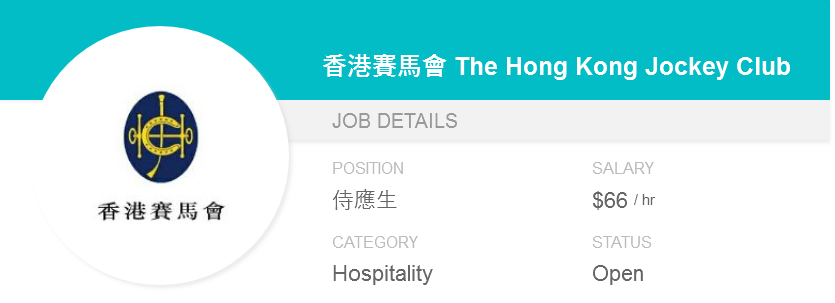 香港賽馬會 The Hong Kong Jockey Club
香港賽馬會
JOB DETAILS
POSITION
侍應生
SALARY
$66 / hr
CATEGORY
Hospitality
STATUS
Open